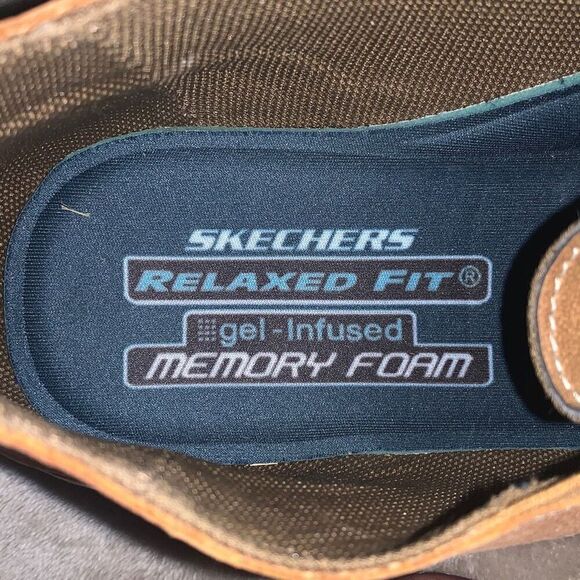 SKECHERS
RELAXED FIT®
gel-Infused
MEMORY FOAM